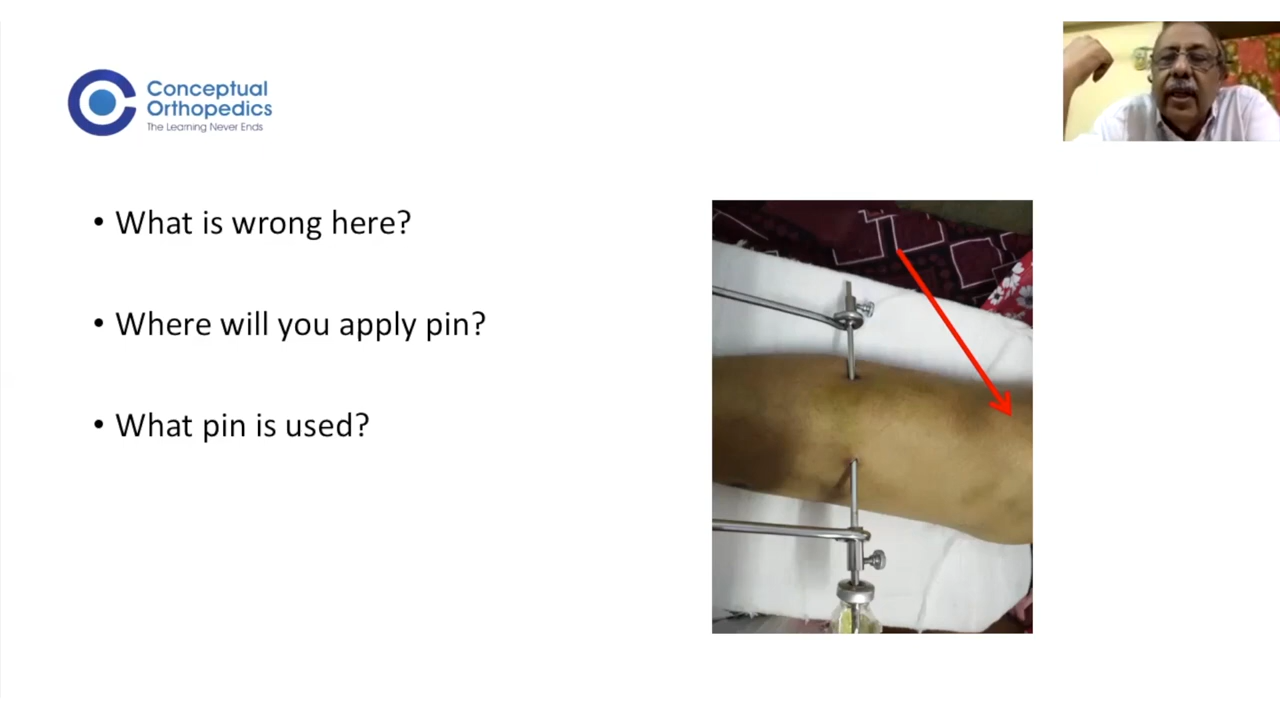 Conceptual
Orthopedics
The Learning Never Ends
• What is wrong here?
• Where will you apply pin?
• What pin is used?